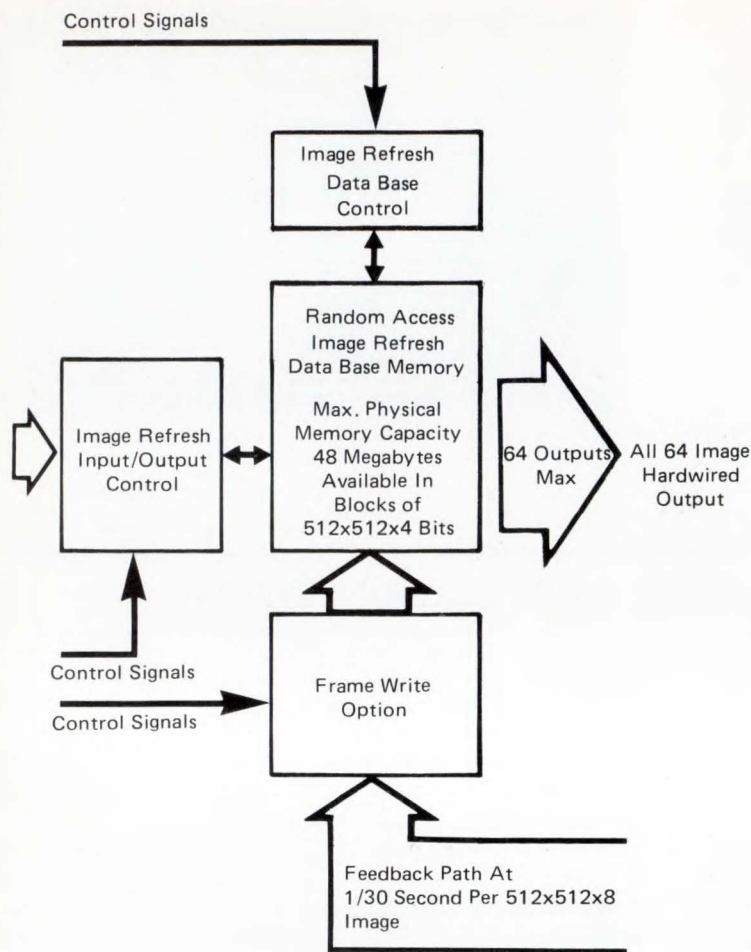 Control Signals
Image Refresh
Data Base
Control
Random Access
Image Refresh
Data Base Memory
Max. Physical
Memory Capacity
48 Megabytes
Available In
Blocks of
512x512x4 Bits
Image Refresh
Input/Output
Control
64 Outputs
Max
All 64 Image
Hardwired
Output
Control Signals
Control Signals
Frame Write
Option
Feedback Path At
1/30 Second Per 512x512x8
Image